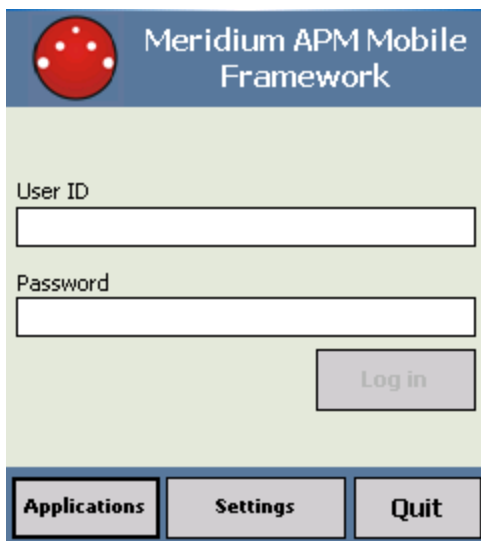 Meridium APM Mobile
Framework
User ID
Password
Log in
Applications
Settings
Quit